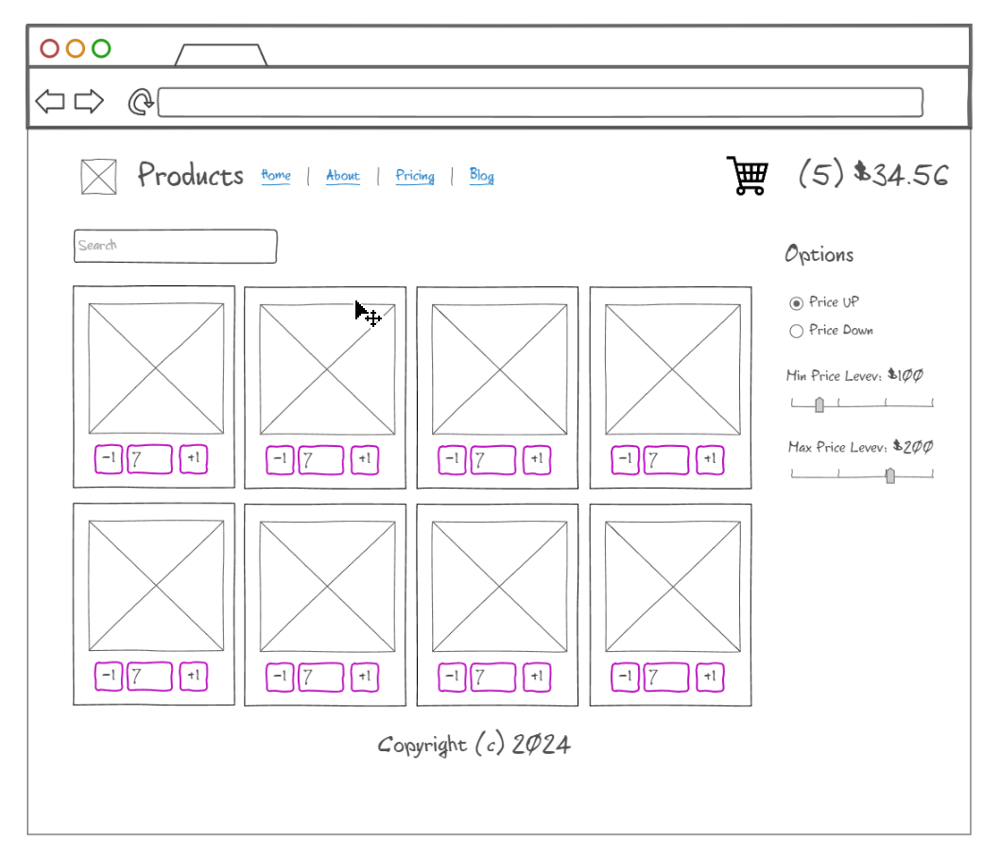 Products Home | About | Pricing | Blog (5) $34.56
Search
Options
Price UP
Price Down
Min Price Levev: $100
-1 7 +1 -1 7 +1 -1 7 +1 -1 7 +1
Max Price Levev: $200
-1 7 +1 -1 7 +1 -1 7 +1 -1 7 +1
Copyright (c) 2024